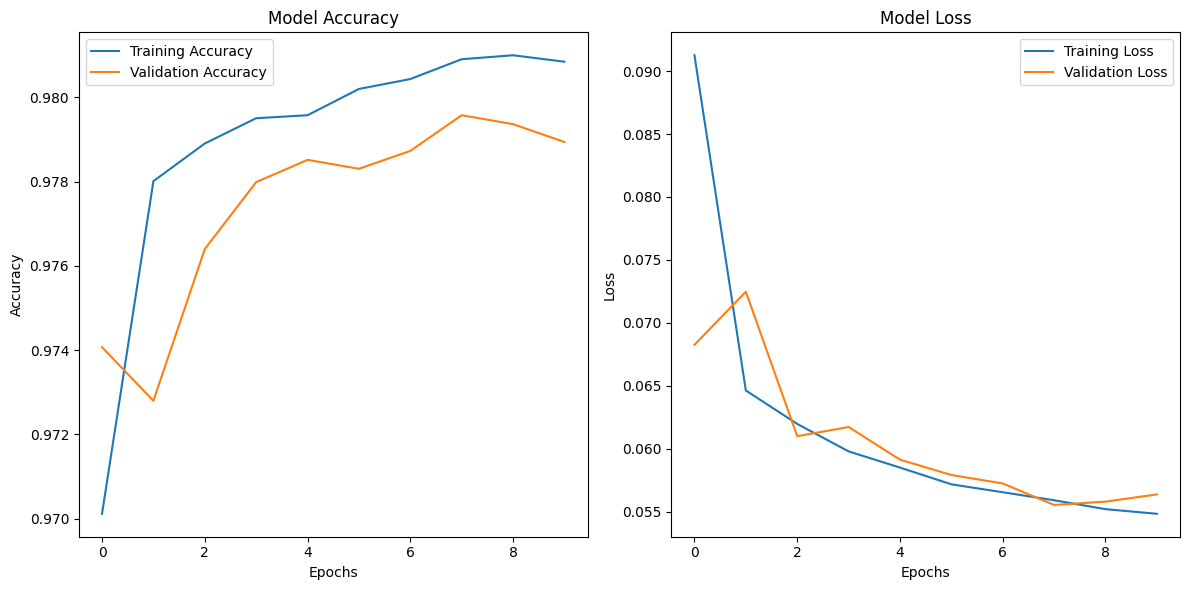 Model Accuracy
Training Accuracy
Validation Accuracy
0.980
0.978
0.976
0.974
0.972
0.970
Accuracy
0 2 4 6 8
Epochs
Model Loss
Training Loss
Validation Loss
0.090
0.085
0.080
0.075
0.070
0.065
0.060
0.055
Loss
0 2 4 6 8
Epochs